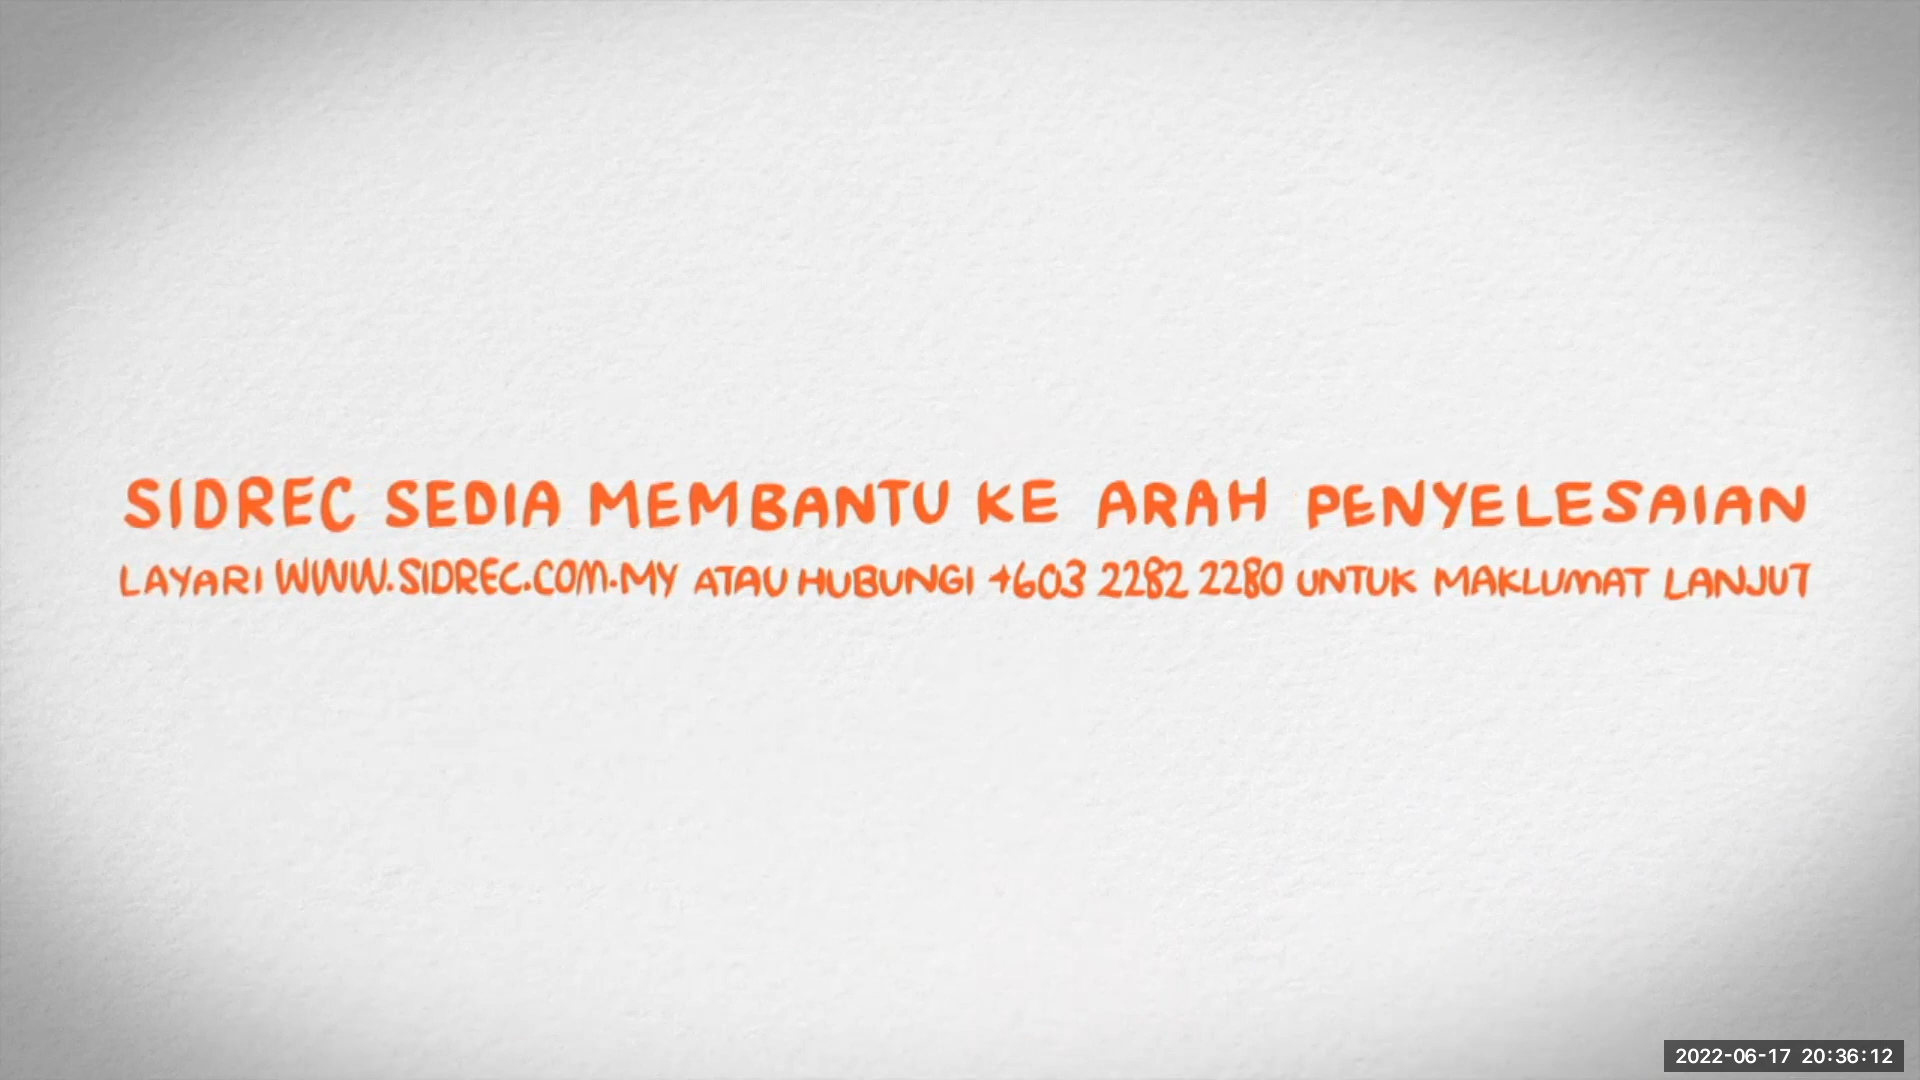 SIDREC SEDIA MEMBANTU KE ARAH PENYELESAIAN
LAYARI WWW.SIDREC.COM.MY ATAU HUBUNGI +603 2282 2280 UNTUK MAKLUMAT LANJUT
2022-06-17 20:36:12